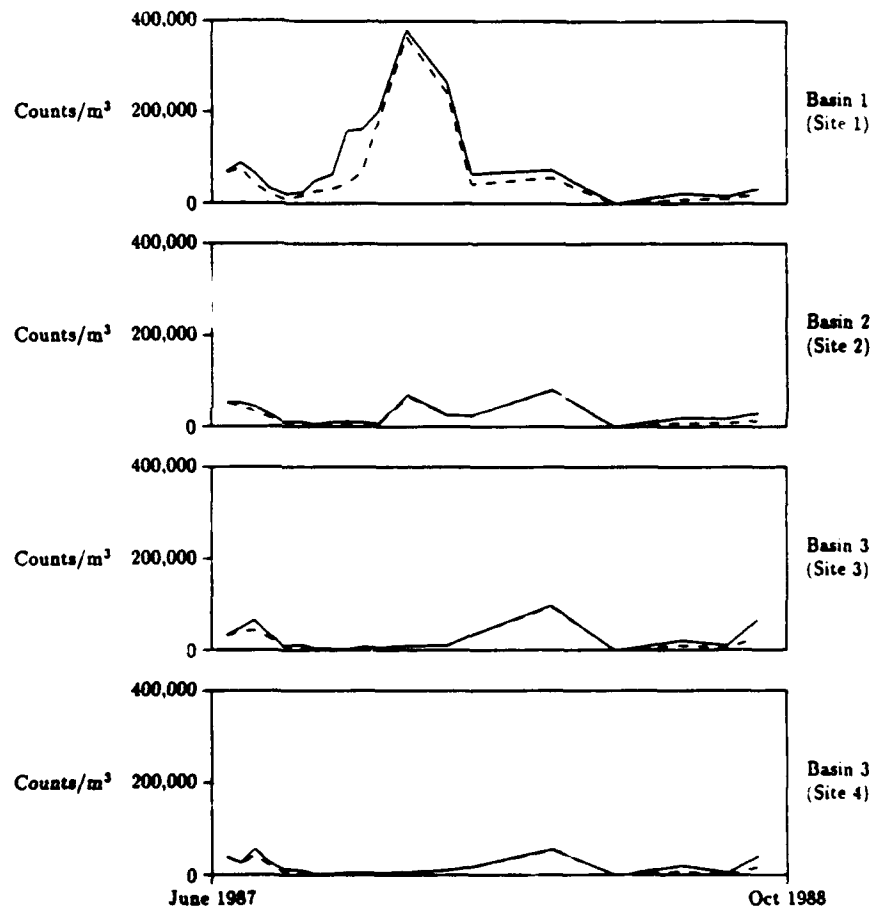 400,000
Counts/m³ 200,000
0
Basin 1
(Site 1)
400,000
Counts/m³ 200,000
0
Basin 2
(Site 2)
400,000
Counts/m³ 200,000
0
Basin 3
(Site 3)
400,000
Counts/m³ 200,000
0
Basin 3
(Site 4)
June 1987
Oct 1988